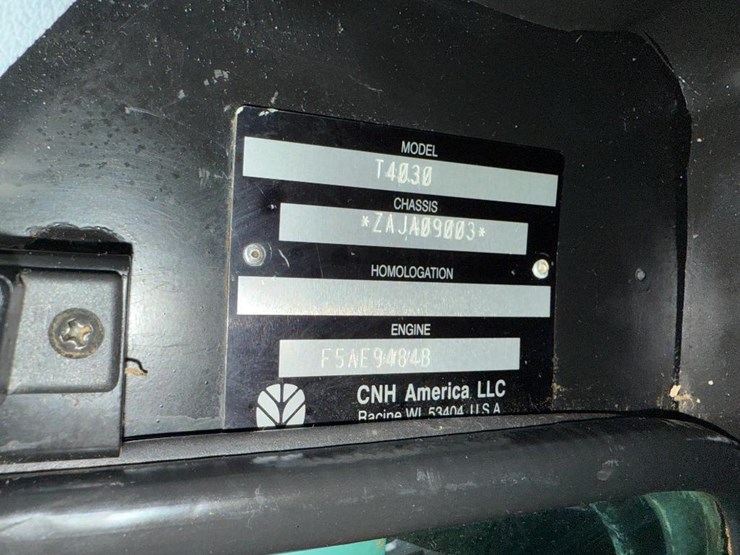 MODEL
T4030
CHASSIS
*ZAJA09003*
HOMOLOGATION
ENGINE
F5AE9484B
CNH America LLC
Racine WI 53404 U.S.A.